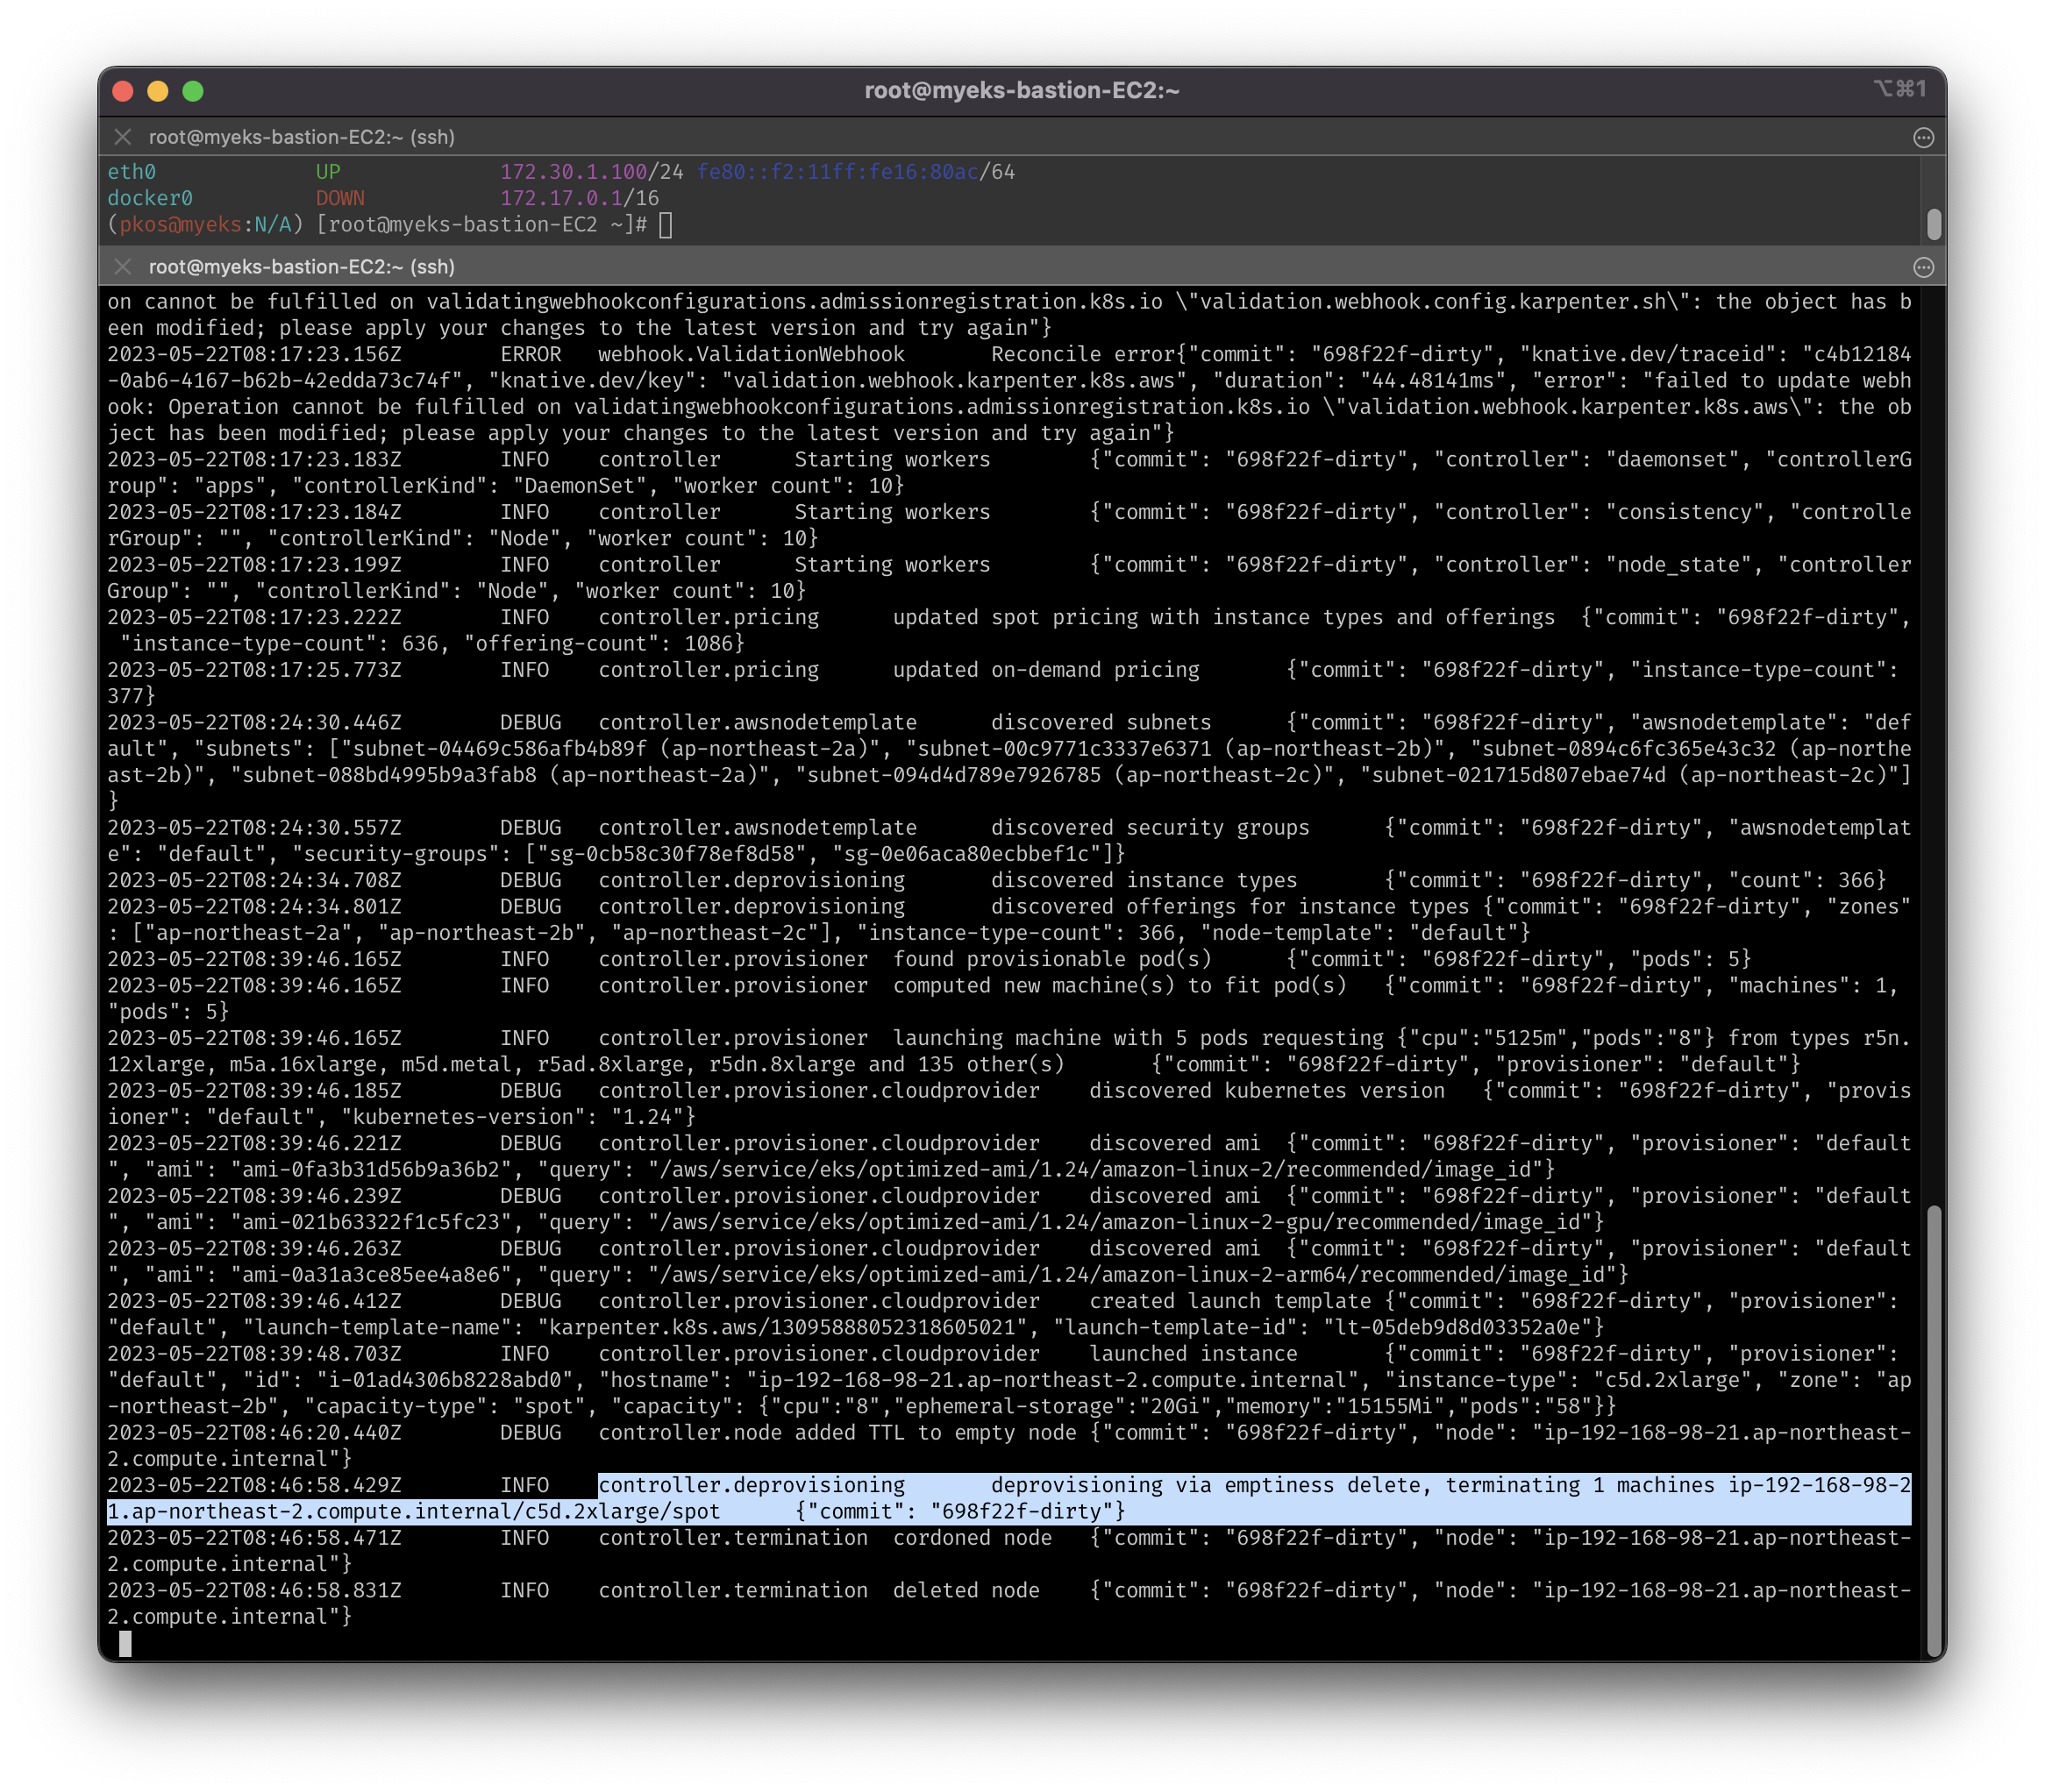 root@myeks-bastion-EC2:~
⌥⌘1
root@myeks-bastion-EC2:~ (ssh)
eth0 UP 172.30.1.100/24 fe80::f2:11ff:fe16:80ac/64
docker0 DOWN 172.17.0.1/16
(pkos@myeks:N/A) [root@myeks-bastion-EC2 ~]#
root@myeks-bastion-EC2:~ (ssh)
on cannot be fulfilled on validatingwebhookconfigurations.admissionregistration.k8s.io \"validation.webhook.config.karpenter.sh\": the object has b
een modified; please apply your changes to the latest version and try again"}
2023-05-22T08:17:23.156Z ERROR webhook.ValidationWebhook Reconcile error{"commit": "698f22f-dirty", "knative.dev/traceid": "c4b12184
-0ab6-4167-b62b-42edda73c74f", "knative.dev/key": "validation.webhook.karpenter.k8s.aws", "duration": "44.48141ms", "error": "failed to update webh
ook: Operation cannot be fulfilled on validatingwebhookconfigurations.admissionregistration.k8s.io \"validation.webhook.karpenter.k8s.aws\": the ob
ject has been modified; please apply your changes to the latest version and try again"}
2023-05-22T08:17:23.183Z INFO controller Starting workers {"commit": "698f22f-dirty", "controller": "daemonset", "controllerG
roup": "apps", "controllerKind": "DaemonSet", "worker count": 10}
2023-05-22T08:17:23.184Z INFO controller Starting workers {"commit": "698f22f-dirty", "controller": "consistency", "controlle
rGroup": "", "controllerKind": "Node", "worker count": 10}
2023-05-22T08:17:23.199Z INFO controller Starting workers {"commit": "698f22f-dirty", "controller": "node_state", "controller
Group": "", "controllerKind": "Node", "worker count": 10}
2023-05-22T08:17:23.222Z INFO controller.pricing updated spot pricing with instance types and offerings {"commit": "698f22f-dirty",
"instance-type-count": 636, "offering-count": 1086}
2023-05-22T08:17:25.773Z INFO controller.pricing updated on-demand pricing {"commit": "698f22f-dirty", "instance-type-count":
377}
2023-05-22T08:24:30.446Z DEBUG controller.awsnodetemplate discovered subnets {"commit": "698f22f-dirty", "awsnodetemplate": "def
ault", "subnets": ["subnet-04469c586afb4b89f (ap-northeast-2a)", "subnet-00c9771c3337e6371 (ap-northeast-2b)", "subnet-0894c6fc365e43c32 (ap-northe
ast-2b)", "subnet-088bd4995b9a3fab8 (ap-northeast-2a)", "subnet-094d4d789e7926785 (ap-northeast-2c)", "subnet-021715d807ebae74d (ap-northeast-2c)"]
}
2023-05-22T08:24:30.557Z DEBUG controller.awsnodetemplate discovered security groups {"commit": "698f22f-dirty", "awsnodetemplat
e": "default", "security-groups": ["sg-0cb58c30f78ef8d58", "sg-0e06aca80ecbbef1c"]}
2023-05-22T08:24:34.708Z DEBUG controller.deprovisioning discovered instance types {"commit": "698f22f-dirty", "count": 366}
2023-05-22T08:24:34.801Z DEBUG controller.deprovisioning discovered offerings for instance types {"commit": "698f22f-dirty", "zones"
: ["ap-northeast-2a", "ap-northeast-2b", "ap-northeast-2c"], "instance-type-count": 366, "node-template": "default"}
2023-05-22T08:39:46.165Z INFO controller.provisioner found provisionable pod(s) {"commit": "698f22f-dirty", "pods": 5}
2023-05-22T08:39:46.165Z INFO controller.provisioner computed new machine(s) to fit pod(s) {"commit": "698f22f-dirty", "machines": 1,
"pods": 5}
2023-05-22T08:39:46.165Z INFO controller.provisioner launching machine with 5 pods requesting {"cpu":"5125m","pods":"8"} from types r5n.
12xlarge, m5a.16xlarge, m5d.metal, r5ad.8xlarge, r5dn.8xlarge and 135 other(s) {"commit": "698f22f-dirty", "provisioner": "default"}
2023-05-22T08:39:46.185Z DEBUG controller.provisioner.cloudprovider discovered kubernetes version {"commit": "698f22f-dirty", "provis
ioner": "default", "kubernetes-version": "1.24"}
2023-05-22T08:39:46.221Z DEBUG controller.provisioner.cloudprovider discovered ami {"commit": "698f22f-dirty", "provisioner": "default
", "ami": "ami-0fa3b31d56b9a36b2", "query": "/aws/service/eks/optimized-ami/1.24/amazon-linux-2/recommended/image_id"}
2023-05-22T08:39:46.239Z DEBUG controller.provisioner.cloudprovider discovered ami {"commit": "698f22f-dirty", "provisioner": "default
", "ami": "ami-021b63322f1c5fc23", "query": "/aws/service/eks/optimized-ami/1.24/amazon-linux-2-gpu/recommended/image_id"}
2023-05-22T08:39:46.263Z DEBUG controller.provisioner.cloudprovider discovered ami {"commit": "698f22f-dirty", "provisioner": "default
", "ami": "ami-0a31a3ce85ee4a8e6", "query": "/aws/service/eks/optimized-ami/1.24/amazon-linux-2-arm64/recommended/image_id"}
2023-05-22T08:39:46.412Z DEBUG controller.provisioner.cloudprovider created launch template {"commit": "698f22f-dirty", "provisioner":
"default", "launch-template-name": "karpenter.k8s.aws/13095888052318605021", "launch-template-id": "lt-05deb9d8d03352a0e"}
2023-05-22T08:39:48.703Z INFO controller.provisioner.cloudprovider launched instance {"commit": "698f22f-dirty", "provisioner":
"default", "id": "i-01ad4306b8228abd0", "hostname": "ip-192-168-98-21.ap-northeast-2.compute.internal", "instance-type": "c5d.2xlarge", "zone": "ap
-northeast-2b", "capacity-type": "spot", "capacity": {"cpu":"8","ephemeral-storage":"20Gi","memory":"15155Mi","pods":"58"}}
2023-05-22T08:46:20.440Z DEBUG controller.node added TTL to empty node {"commit": "698f22f-dirty", "node": "ip-192-168-98-21.ap-northeast-
2.compute.internal"}
2023-05-22T08:46:58.429Z INFO controller.deprovisioning deprovisioning via emptiness delete, terminating 1 machines ip-192-168-98-2
1.ap-northeast-2.compute.internal/c5d.2xlarge/spot {"commit": "698f22f-dirty"}
2023-05-22T08:46:58.471Z INFO controller.termination cordoned node {"commit": "698f22f-dirty", "node": "ip-192-168-98-21.ap-northeast-
2.compute.internal"}
2023-05-22T08:46:58.831Z INFO controller.termination deleted node {"commit": "698f22f-dirty", "node": "ip-192-168-98-21.ap-northeast-
2.compute.internal"}